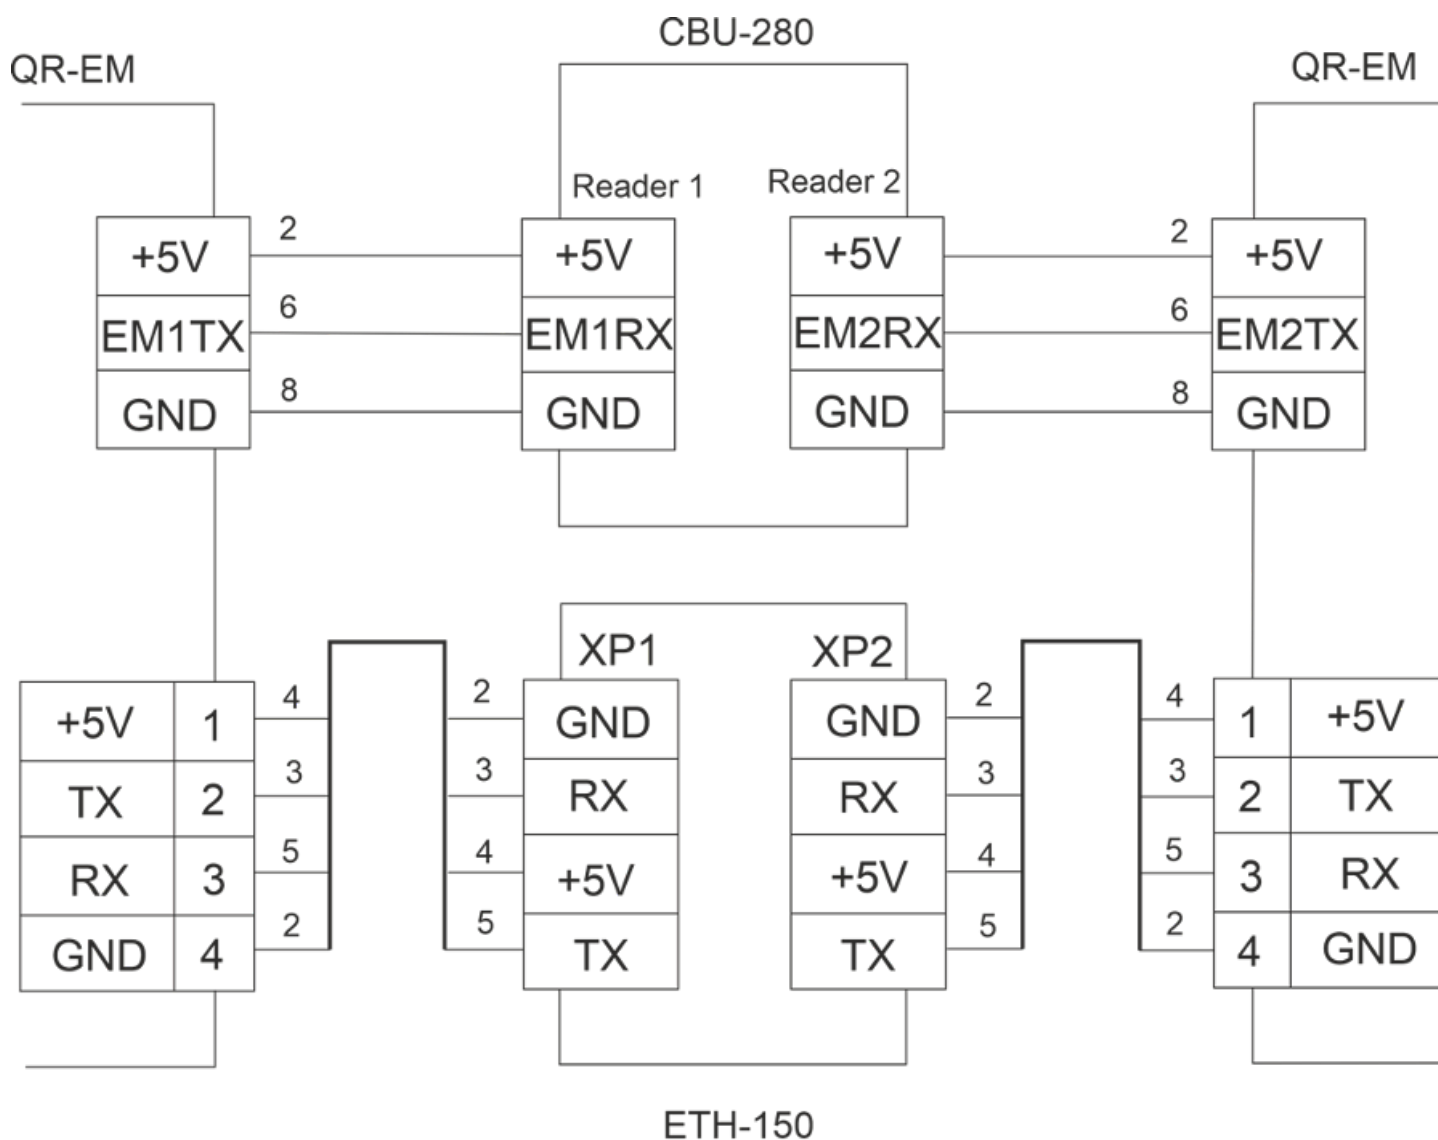 CBU-280
QR-EM
QR-EM
Reader 1
Reader 2
+5V 2 +5V +5V 2 +5V
EM1TX 6 EM1RX EM2RX 6 EM2TX
GND 8 GND GND 8 GND
XP1
XP2
+5V 1 4 2 GND GND 2 4 1 +5V
TX 2 3 3 RX RX 3 3 2 TX
RX 3 5 4 +5V +5V 4 5 3 RX
GND 4 2 5 TX TX 5 2 4 GND
ETH-150